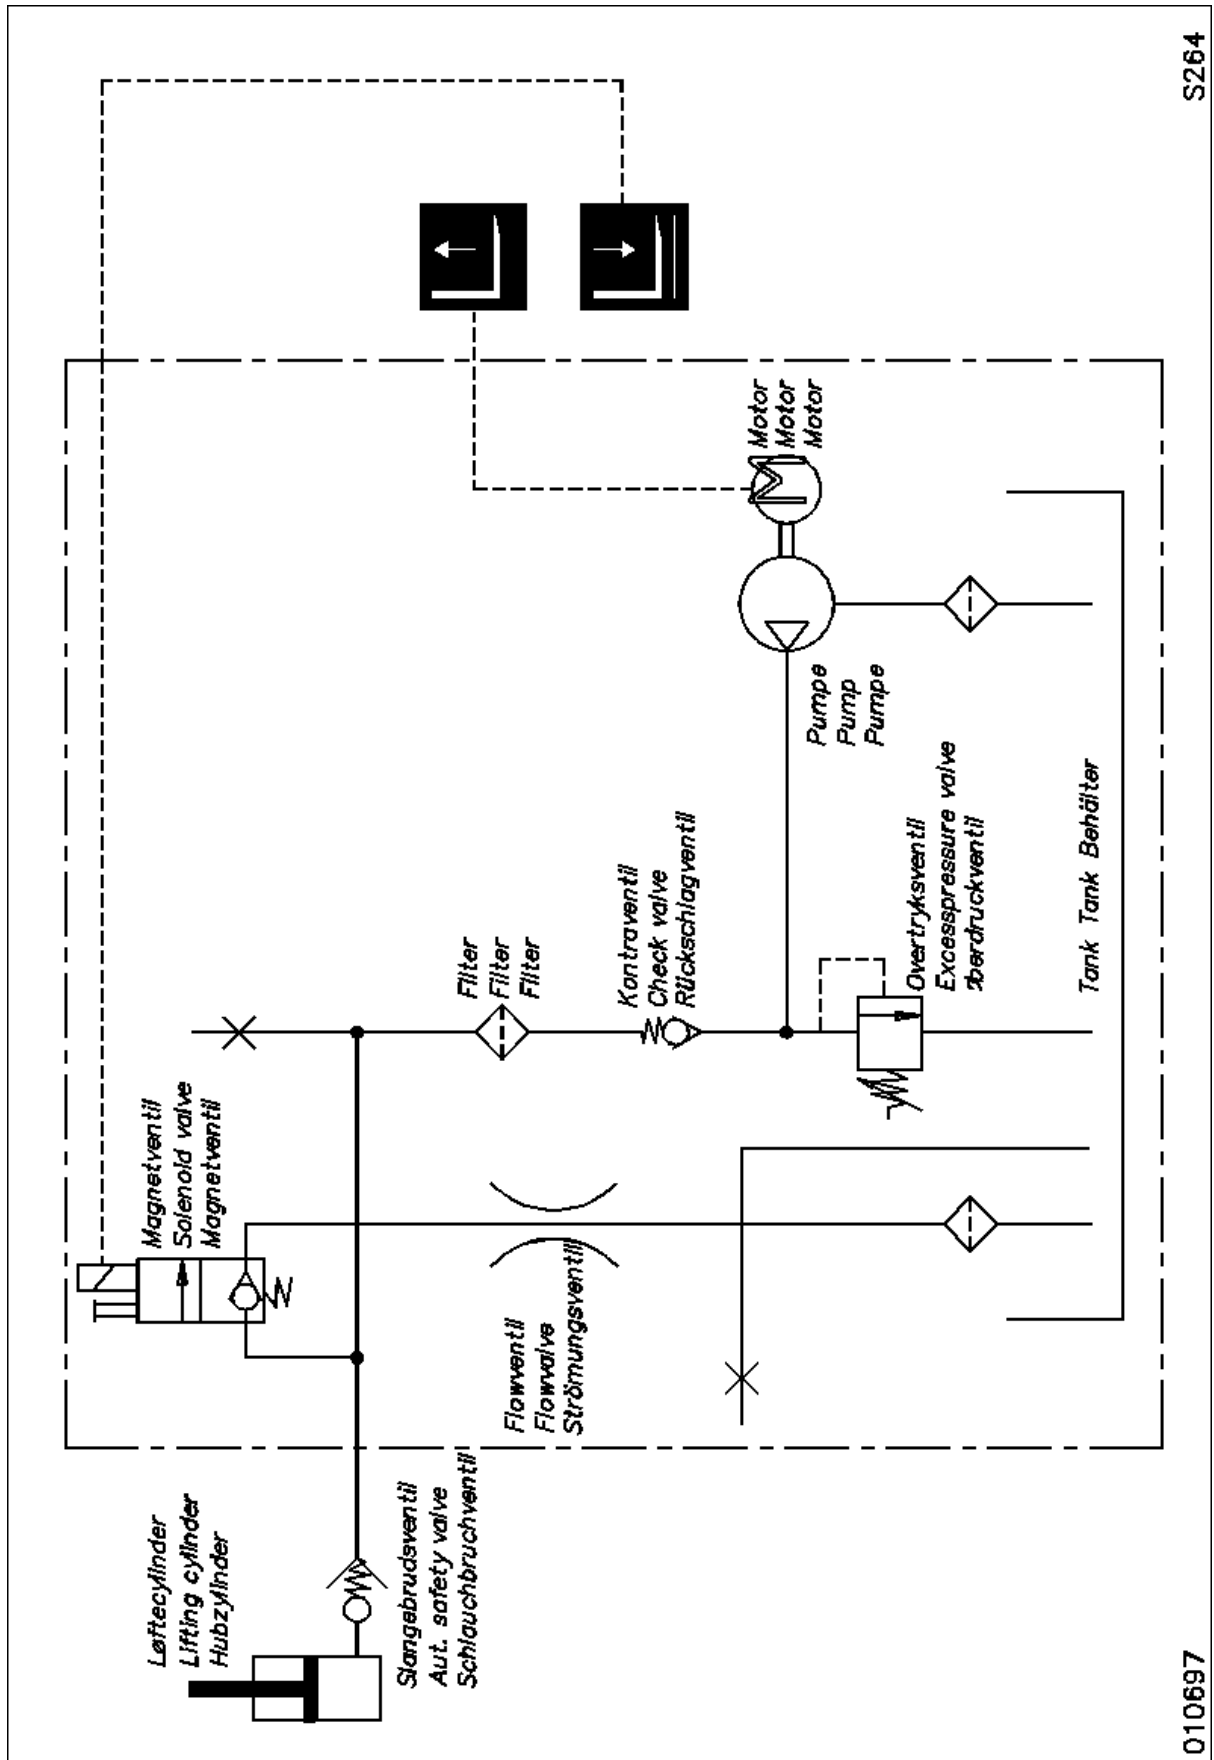 S264
Motor
Motor
Motor
Pumpe
Pump
Pumpe
Overtryksventil
Excesspressure valve
berdruckventil
Tank Tank Behälter
Kontraventil
Check valve
Rückschlagventil
Filter
Filter
Filter
Magnetventil
Solenoid valve
Magnetventil
Flowventil
Flowvalve
Strömungsventil
Løftecylinder
Lifting cylinder
Hubzylinder
Slangebrudsventil
Aut. safety valve
Schlauchbruchventil
010697